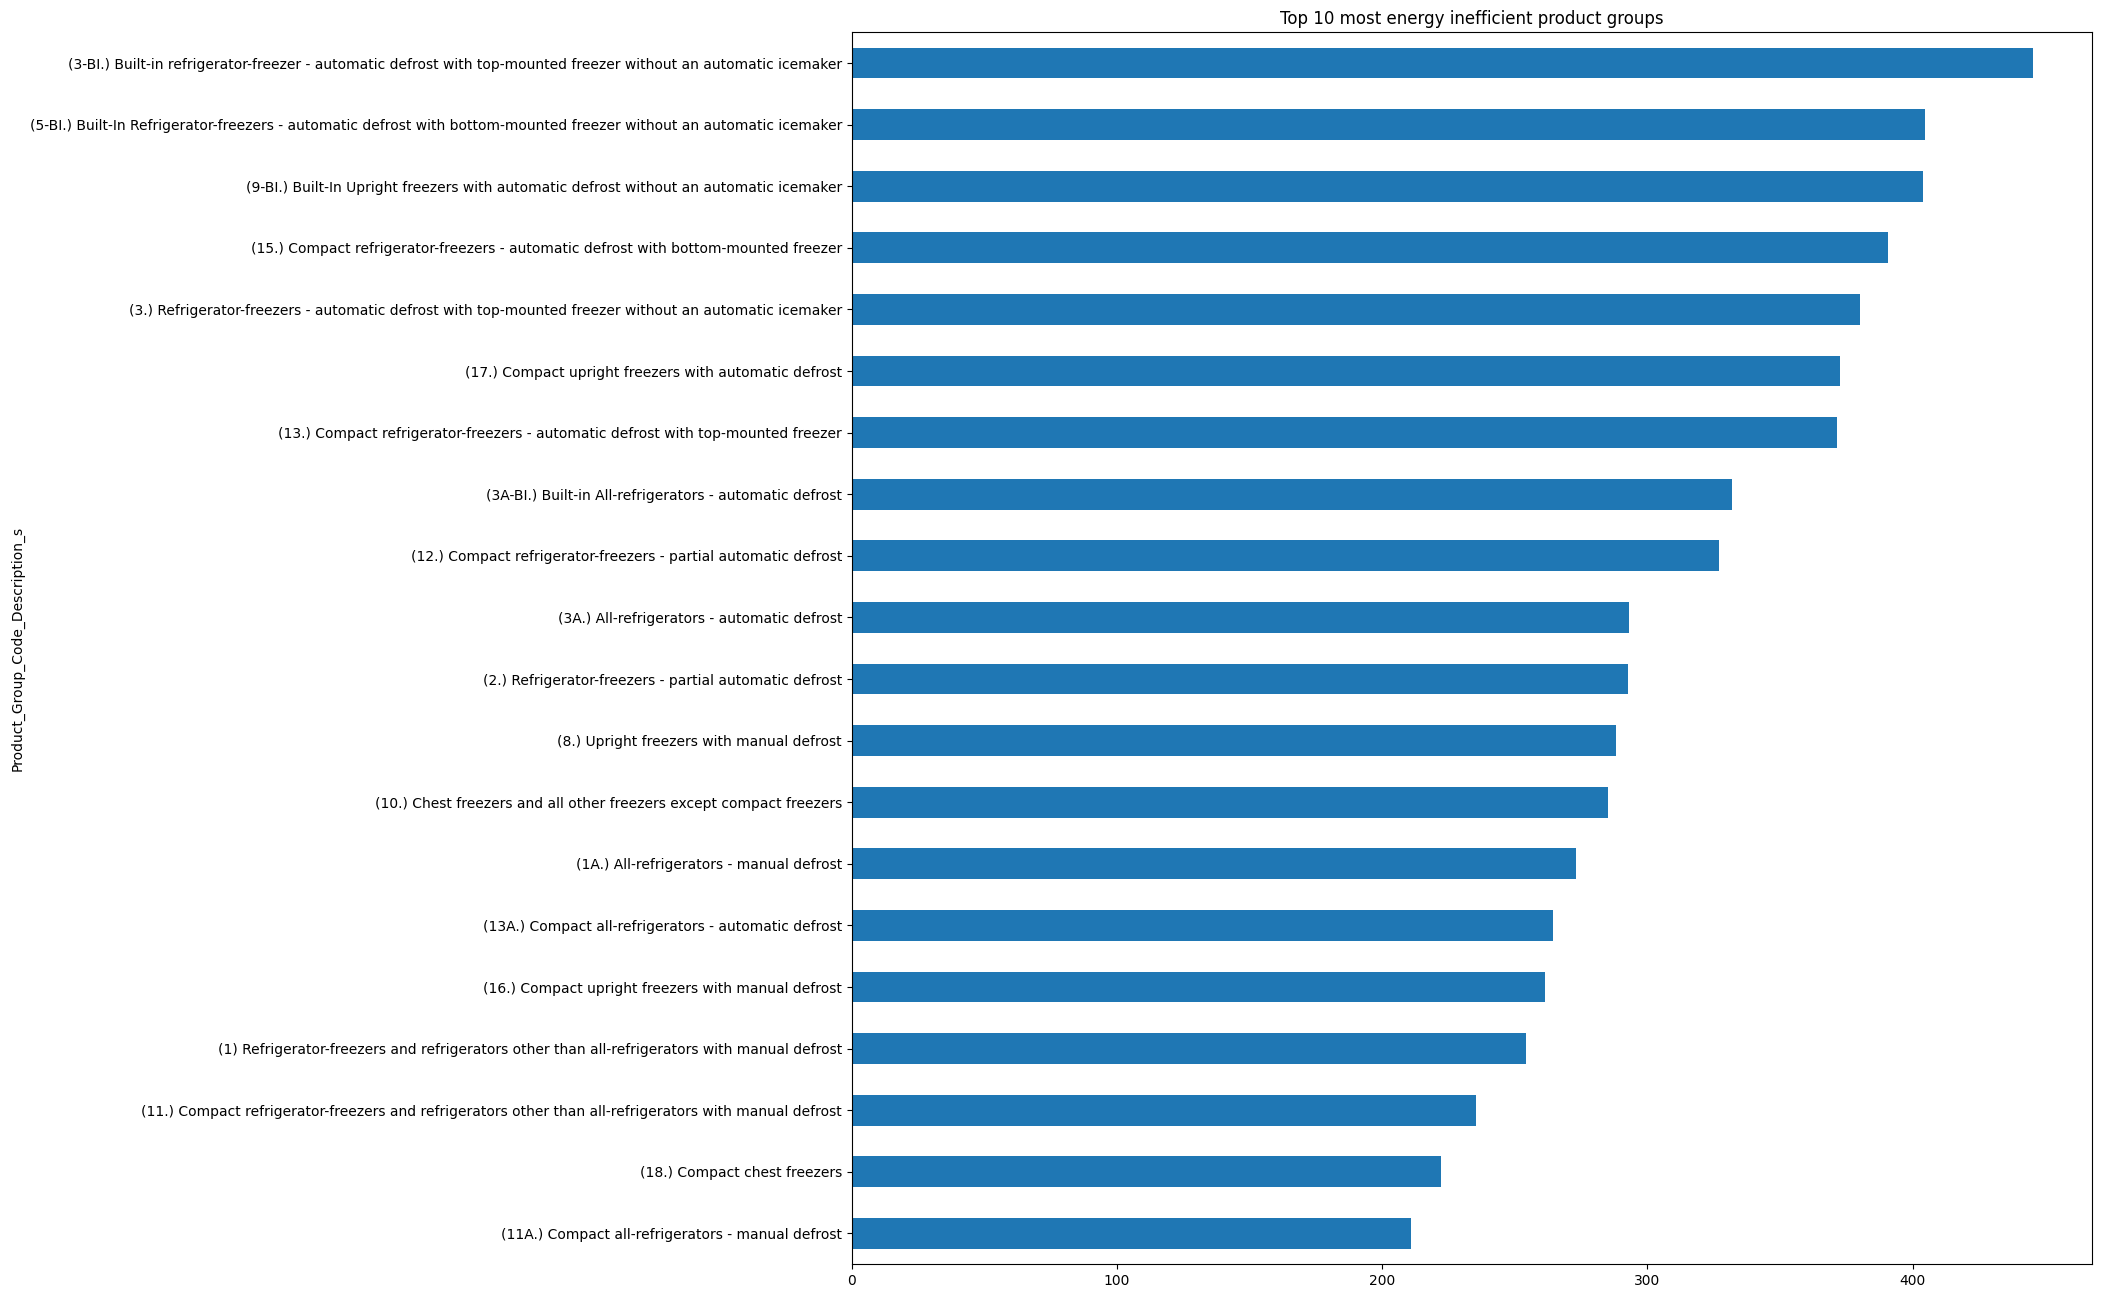 Top 10 most energy inefficient product groups
(3-BI.) Built-in refrigerator-freezer - automatic defrost with top-mounted freezer without an automatic icemaker
(5-BI.) Built-In Refrigerator-freezers - automatic defrost with bottom-mounted freezer without an automatic icemaker
(9-BI.) Built-In Upright freezers with automatic defrost without an automatic icemaker
(15.) Compact refrigerator-freezers - automatic defrost with bottom-mounted freezer
(3.) Refrigerator-freezers - automatic defrost with top-mounted freezer without an automatic icemaker
(17.) Compact upright freezers with automatic defrost
(13.) Compact refrigerator-freezers - automatic defrost with top-mounted freezer
(3A-BI.) Built-in All-refrigerators - automatic defrost
(12.) Compact refrigerator-freezers - partial automatic defrost
(3A.) All-refrigerators - automatic defrost
(2.) Refrigerator-freezers - partial automatic defrost
(8.) Upright freezers with manual defrost
(10.) Chest freezers and all other freezers except compact freezers
(1A.) All-refrigerators - manual defrost
(13A.) Compact all-refrigerators - automatic defrost
(16.) Compact upright freezers with manual defrost
(1) Refrigerator-freezers and refrigerators other than all-refrigerators with manual defrost
(11.) Compact refrigerator-freezers and refrigerators other than all-refrigerators with manual defrost
(18.) Compact chest freezers
(11A.) Compact all-refrigerators - manual defrost
Product_Group_Code_Description_s
0 100 200 300 400